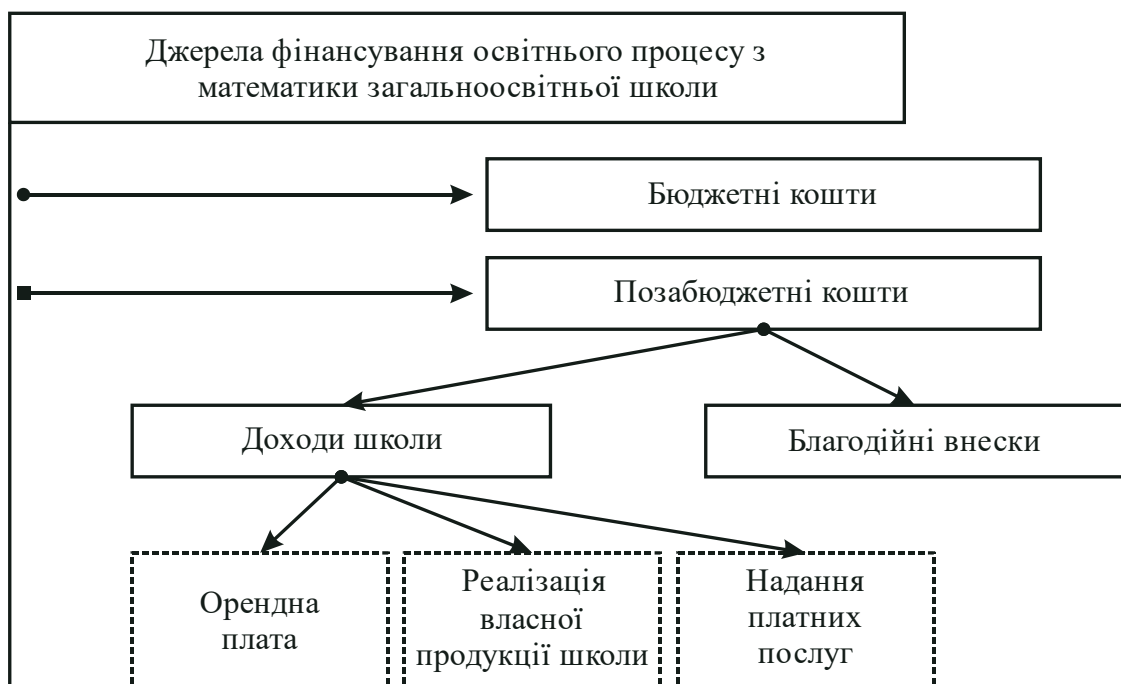 Джерела фінансування освітнього процесу з
математики загальноосвітньої школи
Бюджетні кошти
Позабюджетні кошти
Доходи школи
Благодійні внески
Орендна
плата
Реалізація
власної
продукції школи
Надання
платних
послуг